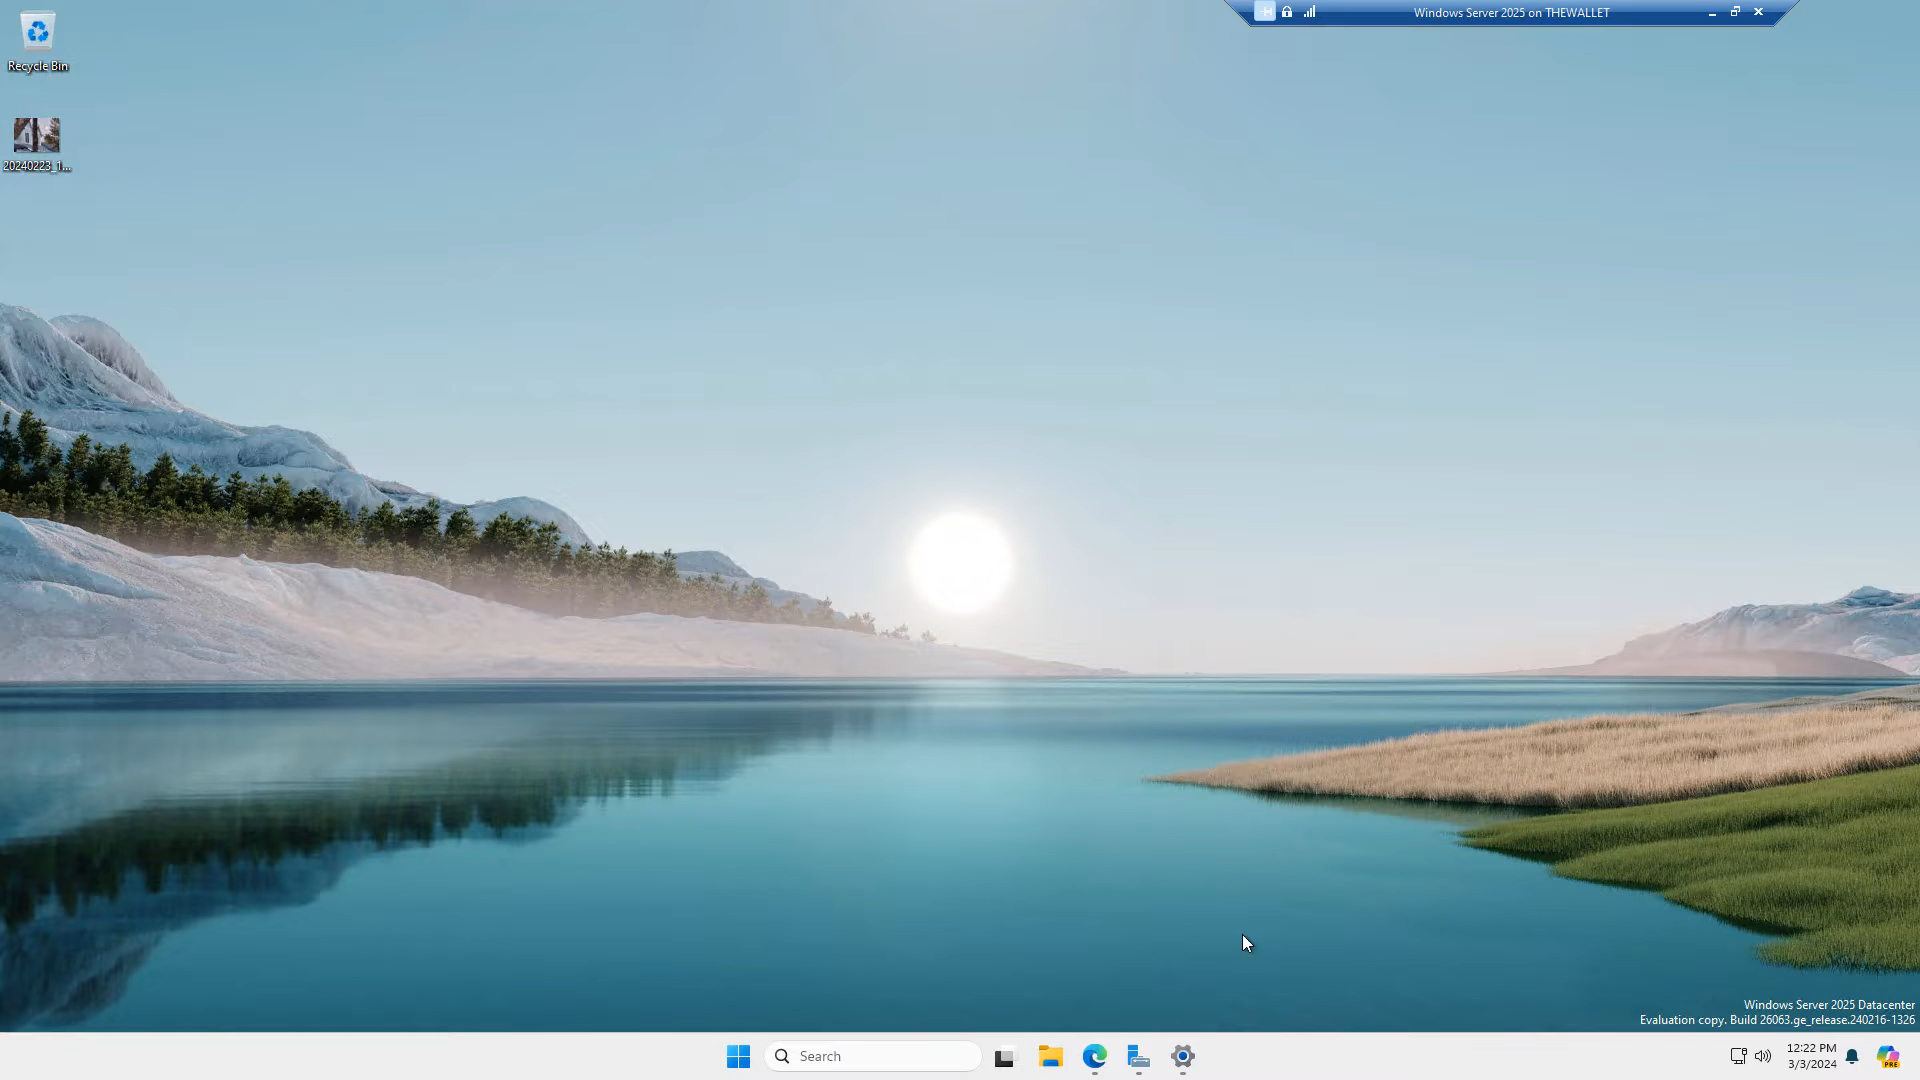 Windows Server 2025 on THEWALLET
Recycle Bin
20240223_1...
Windows Server 2025 Datacenter
Evaluation copy. Build 26063.ge_release.240216-1326
Search
12:22 PM
3/3/2024
PRE